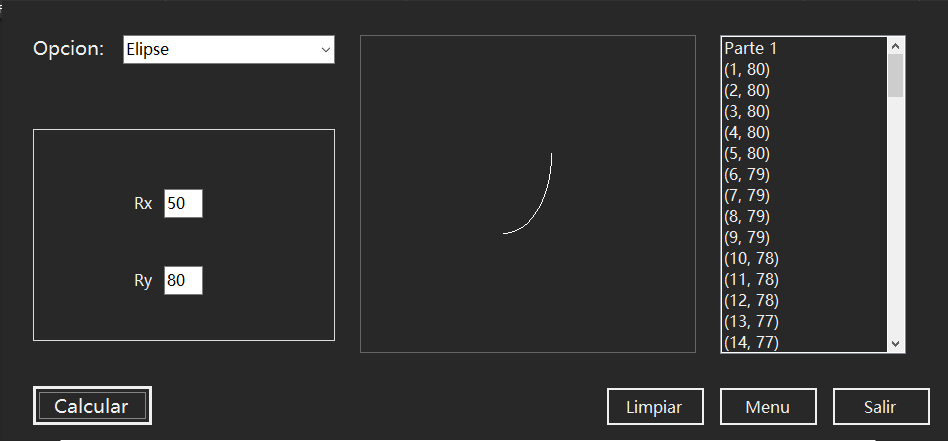 Opcion: Elipse
Rx 50
Ry 80
Parte 1
(1, 80)
(2, 80)
(3, 80)
(4, 80)
(5, 80)
(6, 79)
(7, 79)
(8, 79)
(9, 79)
(10, 78)
(11, 78)
(12, 78)
(13, 77)
(14, 77)
Calcular
Limpiar
Menu
Salir